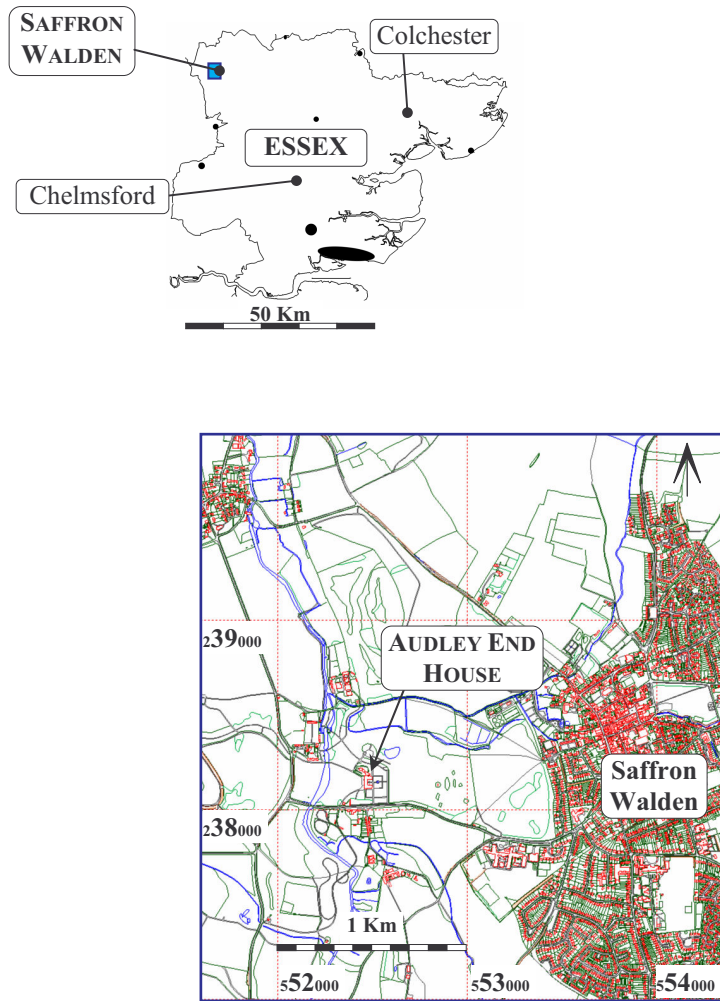 SAFFRON
WALDEN
Colchester
ESSEX
Chelmsford
50 Km
239000
AUDLEY END
HOUSE
Saffron
Walden
238000
1 Km
552000
553000
554000